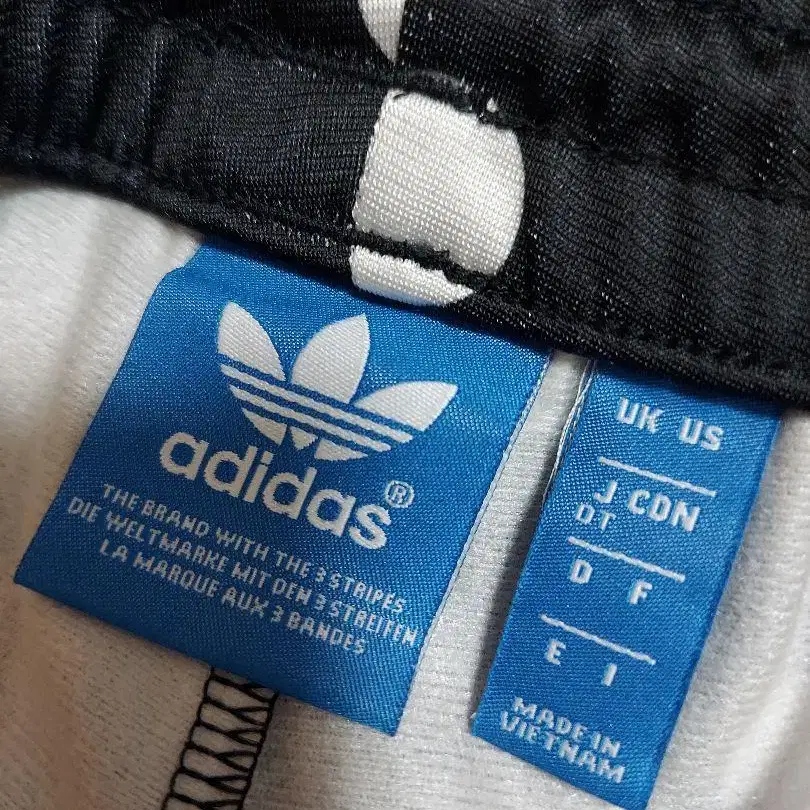 adidas®
THE BRAND WITH THE 3 STRIPES
DIE WELTMARKE MIT DEN 3 STREIFEN
LA MARQUE AUX 3 BANDES
UK US
J CDN
OT
D F
E I
MADE IN
VIETNAM